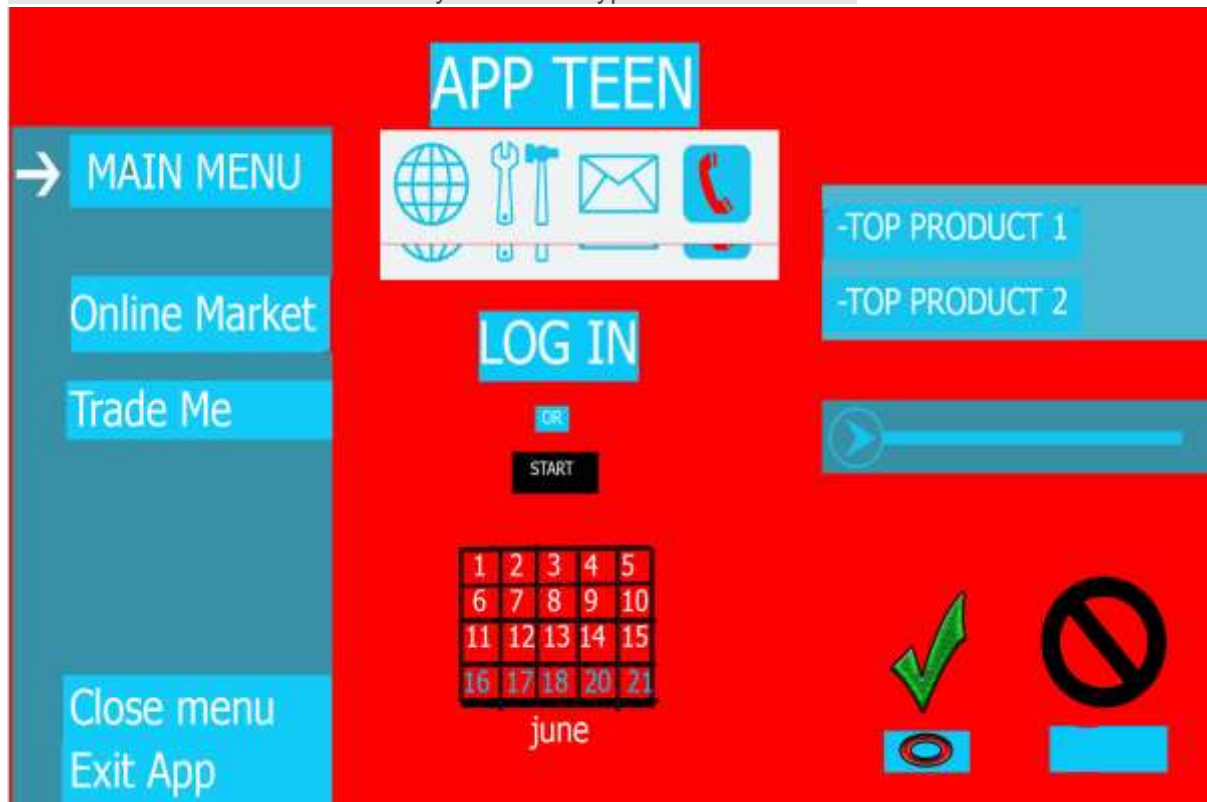 APP TEEN
MAIN MENU
Online Market
Trade Me
Close menu
Exit App
LOG IN
OR
START
1 2 3 4 5
6 7 8 9 10
11 12 13 14 15
16 17 18 20 21
june
-TOP PRODUCT 1
-TOP PRODUCT 2